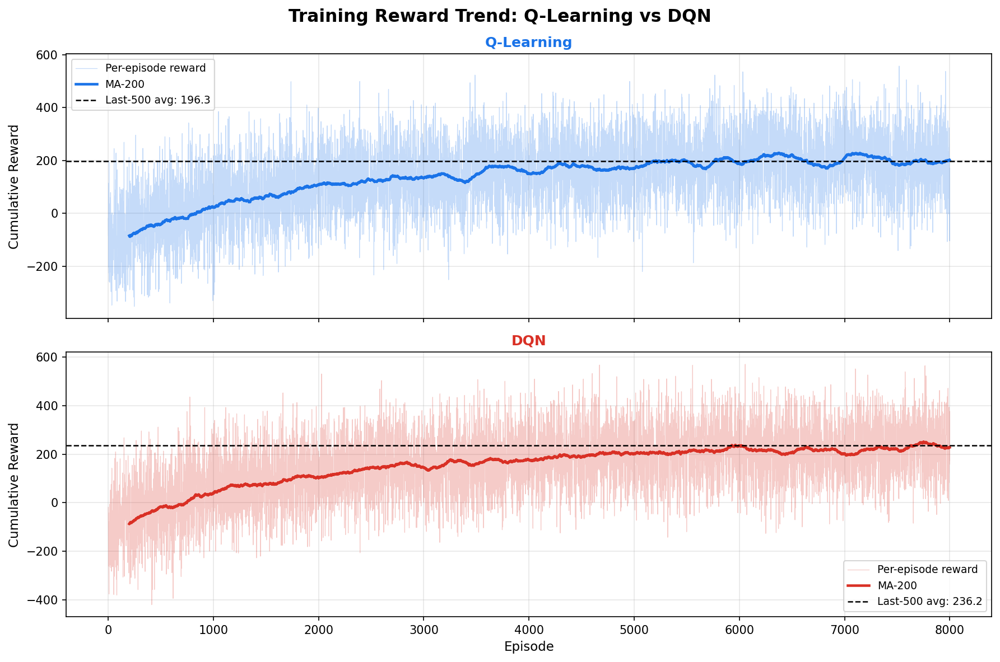 Training Reward Trend: Q-Learning vs DQN
Q-Learning
600
400
200
0
−200
Cumulative Reward
Per-episode reward
MA-200
Last-500 avg: 196.3
DQN
600
400
200
0
−200
−400
Cumulative Reward
Per-episode reward
MA-200
Last-500 avg: 236.2
0 1000 2000 3000 4000 5000 6000 7000 8000
Episode